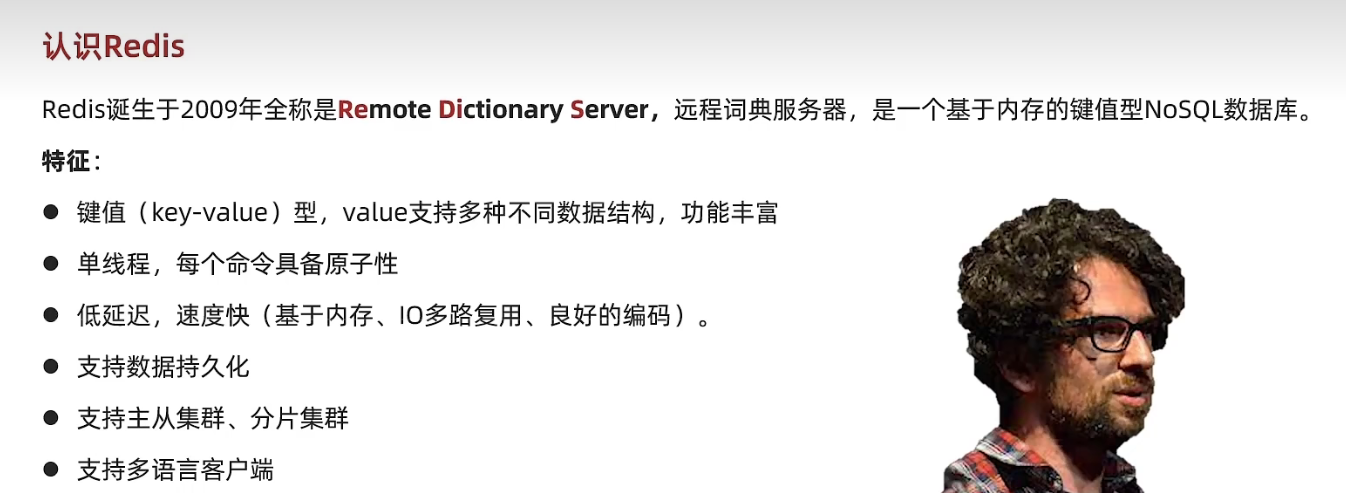 认识Redis
Redis诞生于2009年全称是Remote Dictionary Server，远程词典服务器，是一个基于内存的键值型NoSQL数据库。
特征：
● 键值（key-value）型，value支持多种不同数据结构，功能丰富
● 单线程，每个命令具备原子性
● 低延迟，速度快（基于内存、IO多路复用、良好的编码）。
● 支持数据持久化
● 支持主从集群、分片集群
● 支持多语言客户端